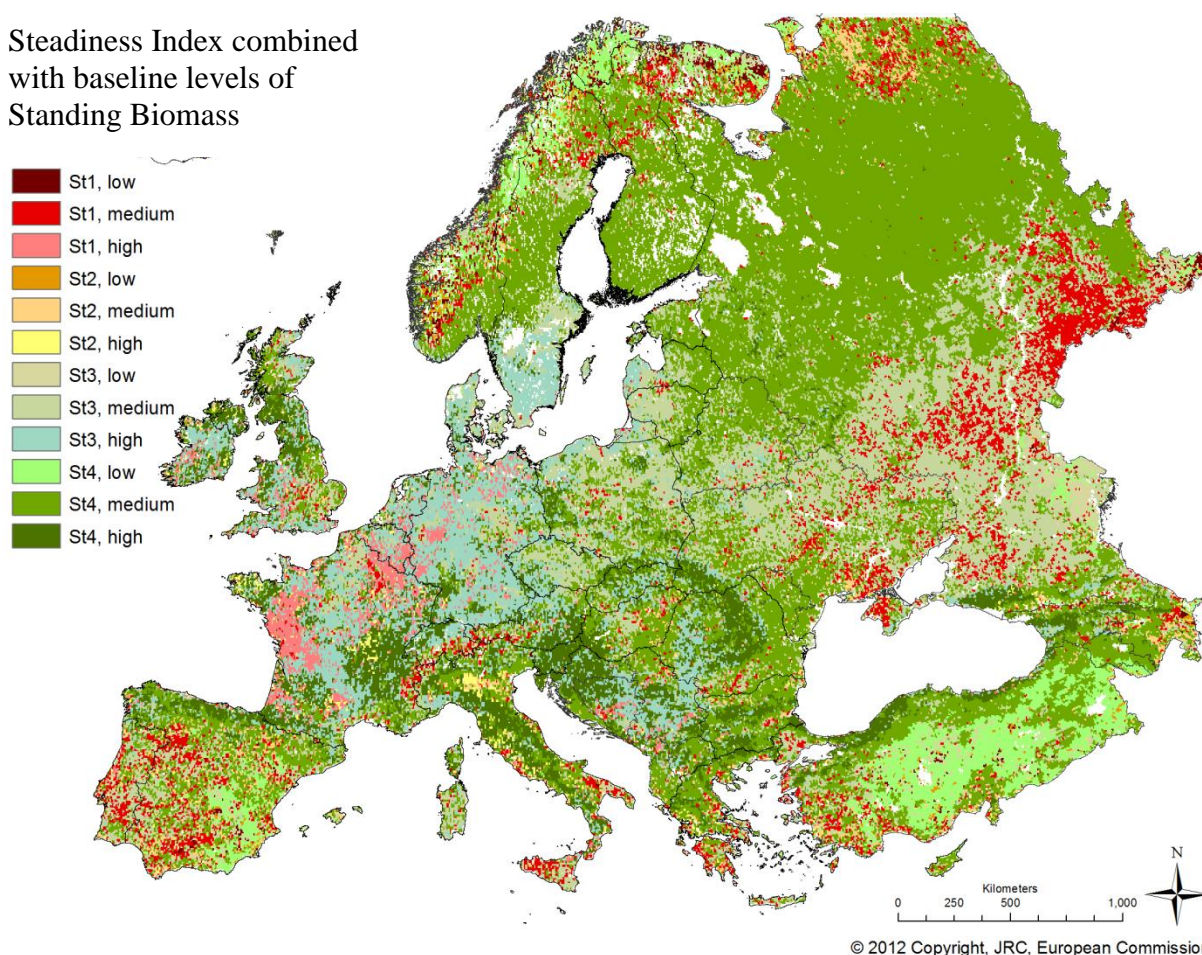 Steadiness Index combined
with baseline levels of
Standing Biomass
St1, low
St1, medium
St1, high
St2, low
St2, medium
St2, high
St3, low
St3, medium
St3, high
St4, low
St4, medium
St4, high
N
Kilometers
0 250 500 1,000
© 2012 Copyright, JRC, European Commission